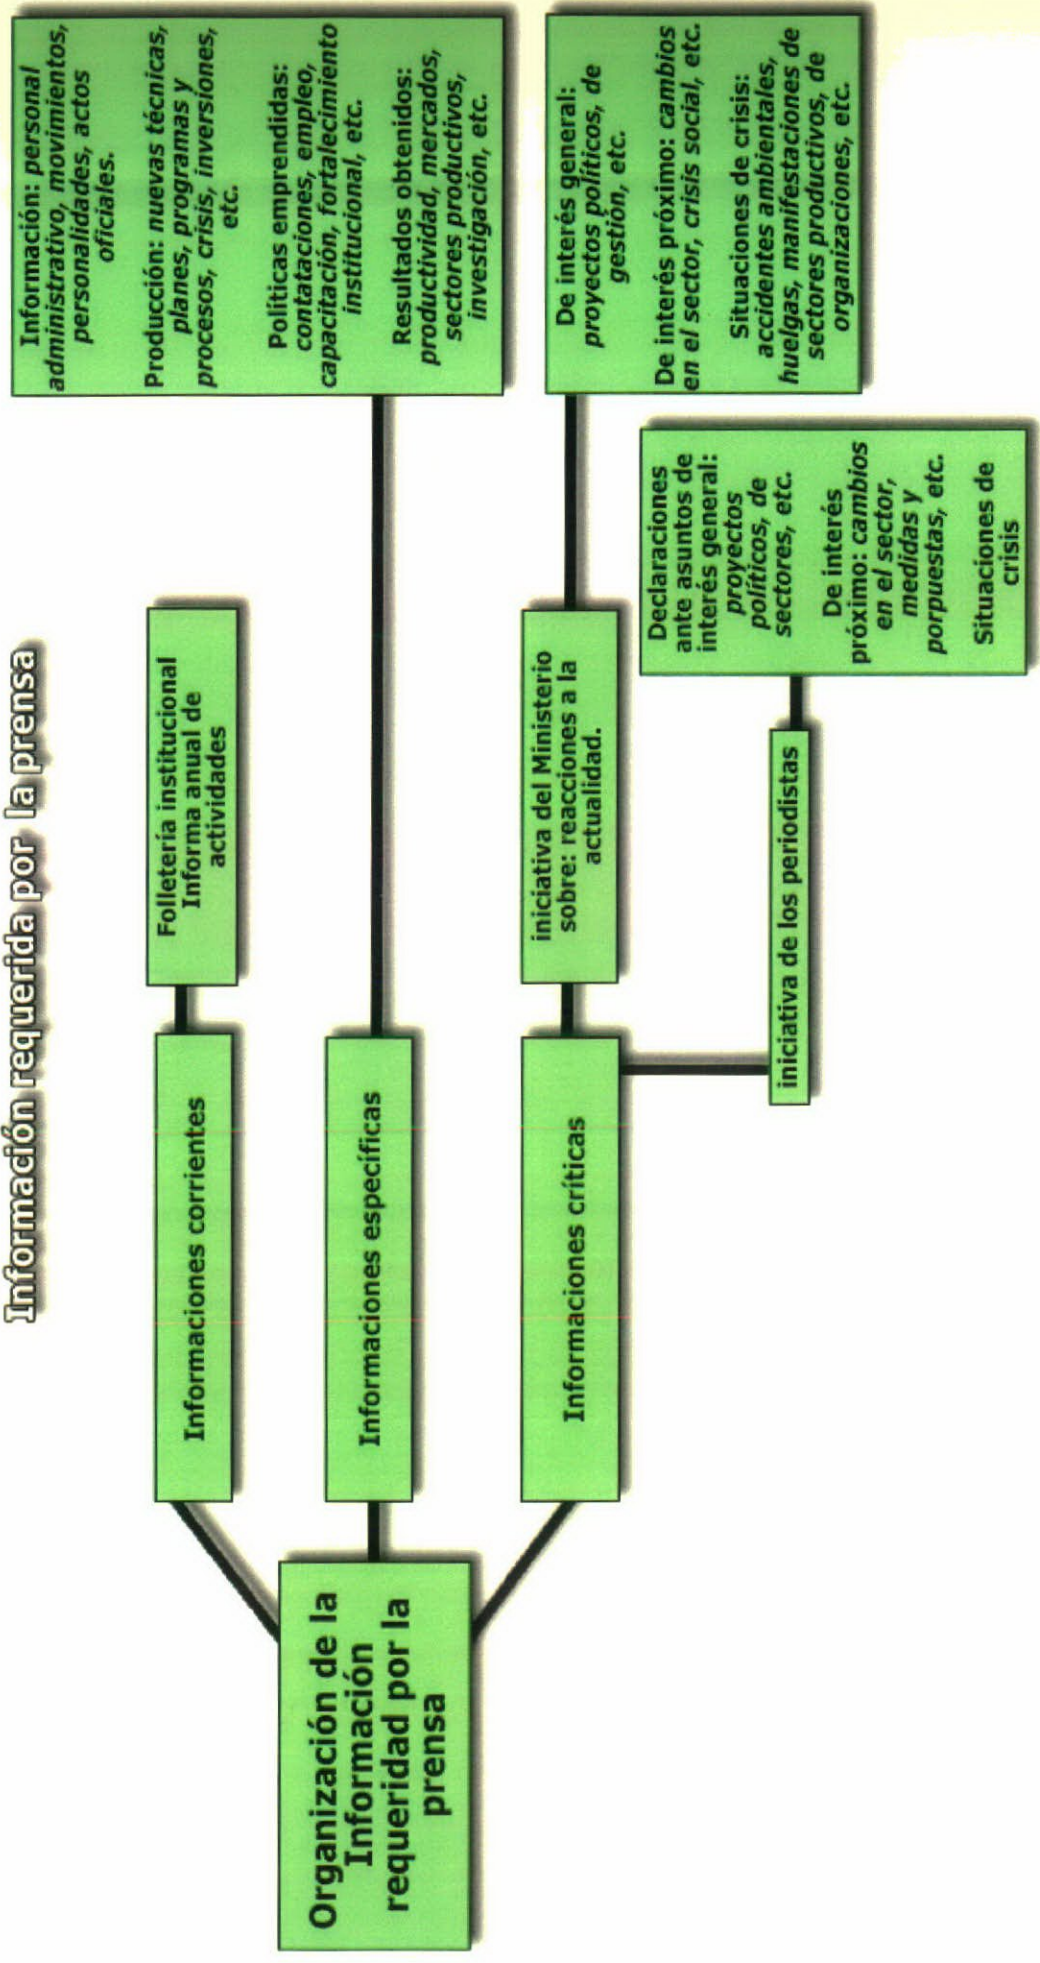 Información requerida por la prensa
Organización de la
Información
requeridad por la
prensa
Informaciones corrientes
Folletería institucional
Informa anual de
actividades
Informaciones específicas
Información: personal
administrativo, movimientos,
personalidades, actos
oficiales.
Producción: nuevas técnicas,
planes, programas y
procesos, crisis, inversiones,
etc.
Políticas emprendidas:
contataciones, empleo,
capacitación, fortalecimiento
institucional, etc.
Resultados obtenidos:
productividad, mercados,
sectores productivos,
investigación, etc.
Informaciones críticas
iniciativa del Ministerio
sobre: reacciones a la
actualidad.
De interés general:
proyectos políticos, de
gestión, etc.
De interés próximo: cambios
en el sector, crisis social, etc.
Situaciones de crisis:
accidentes ambientales,
huelgas, manifestaciones de
sectores productivos, de
organizaciones, etc.
iniciativa de los periodistas
Declaraciones
ante asuntos de
interés general:
proyectos
políticos, de
sectores, etc.
De interés
próximo: cambios
en el sector,
medidas y
porpuestas, etc.
Situaciones de
crisis